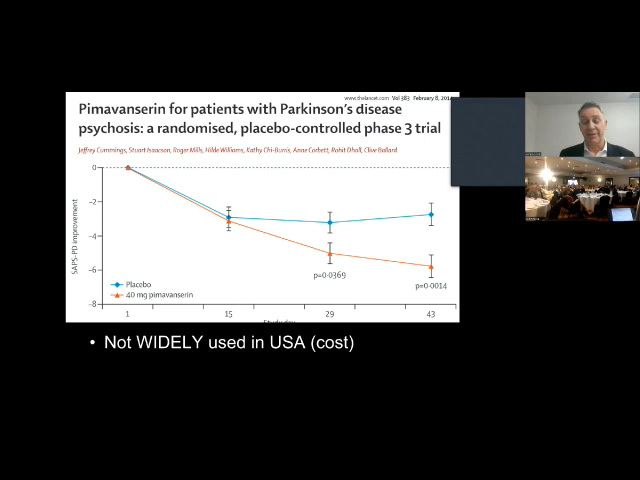 www.thelancet.com Vol 383 February 8, 2014
Pimavanserin for patients with Parkinson's disease
psychosis: a randomised, placebo-controlled phase 3 trial
Jeffrey Cummings, Stuart Isaacson, Roger Mills, Hilde Williams, Kathy Chi-Burris, Anne Corbett, Rohit Dhall, Clive Ballard
0
−2
−4
−6
−8
SAPS-PD improvement
p=0·0369
p=0·0014
Placebo
40 mg pimavanserin
1 15 29 43
• Not WIDELY used in USA (cost)